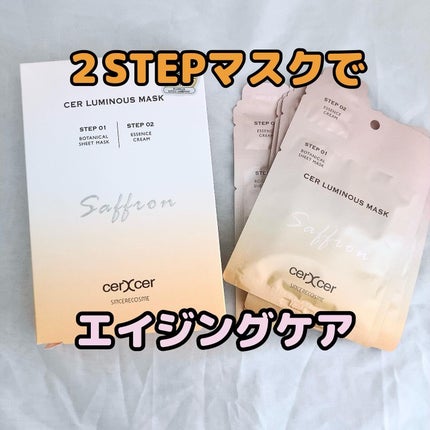 2STEPマスクで
CER LUMINOUS MASK
STEP 01
BOTANICAL
SHEET MASK
STEP 02
ESSENCE
CREAM
Saffron
cerXcer
SINCERECOSME
STEP 02
ESSENCE
CREAM
STEP 01
BOTANICAL
SHEET MASK
CER LUMINOUS MASK
Saffron
cerXcer
SINCERECOSME
エイジングケア